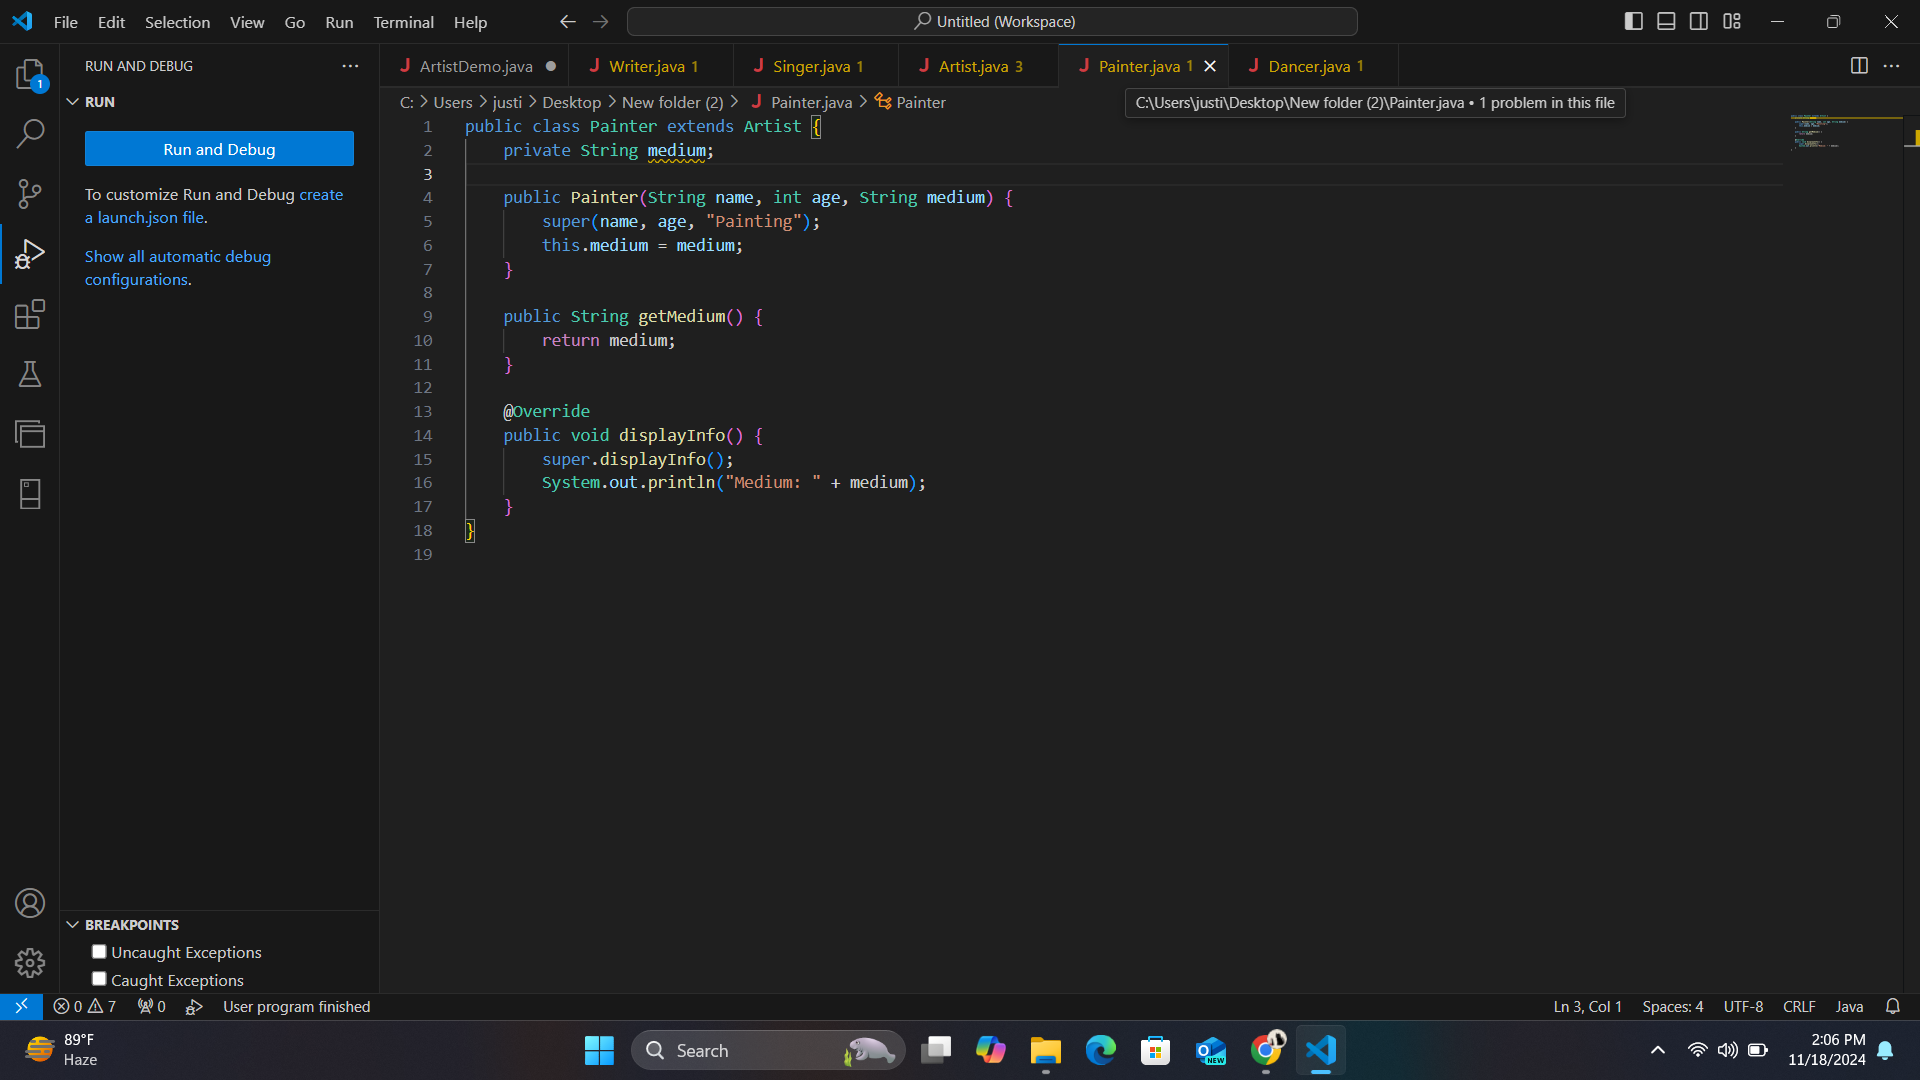 File Edit Selection View Go Run Terminal Help
Untitled (Workspace)
RUN AND DEBUG
ArtistDemo.java
Writer.java 1
Singer.java 1
Artist.java 3
Painter.java 1
Dancer.java 1
1
RUN
C: > Users > justi > Desktop > New folder (2) > Painter.java > Painter
C:\Users\justi\Desktop\New folder (2)\Painter.java • 1 problem in this file
Run and Debug
To customize Run and Debug create
a launch.json file.
Show all automatic debug
configurations.
1 public class Painter extends Artist {
2 private String medium;
3
4 public Painter(String name, int age, String medium) {
5 super(name, age, "Painting");
6 this.medium = medium;
7 }
8
9 public String getMedium() {
10 return medium;
11 }
12
13 @Override
14 public void displayInfo() {
15 super.displayInfo();
16 System.out.println("Medium: " + medium);
17 }
18 }
19
BREAKPOINTS
Uncaught Exceptions
Caught Exceptions
0 7 0 User program finished
Ln 3, Col 1 Spaces: 4 UTF-8 CRLF Java
89°F
Haze
Search
NEW
2:06 PM
11/18/2024